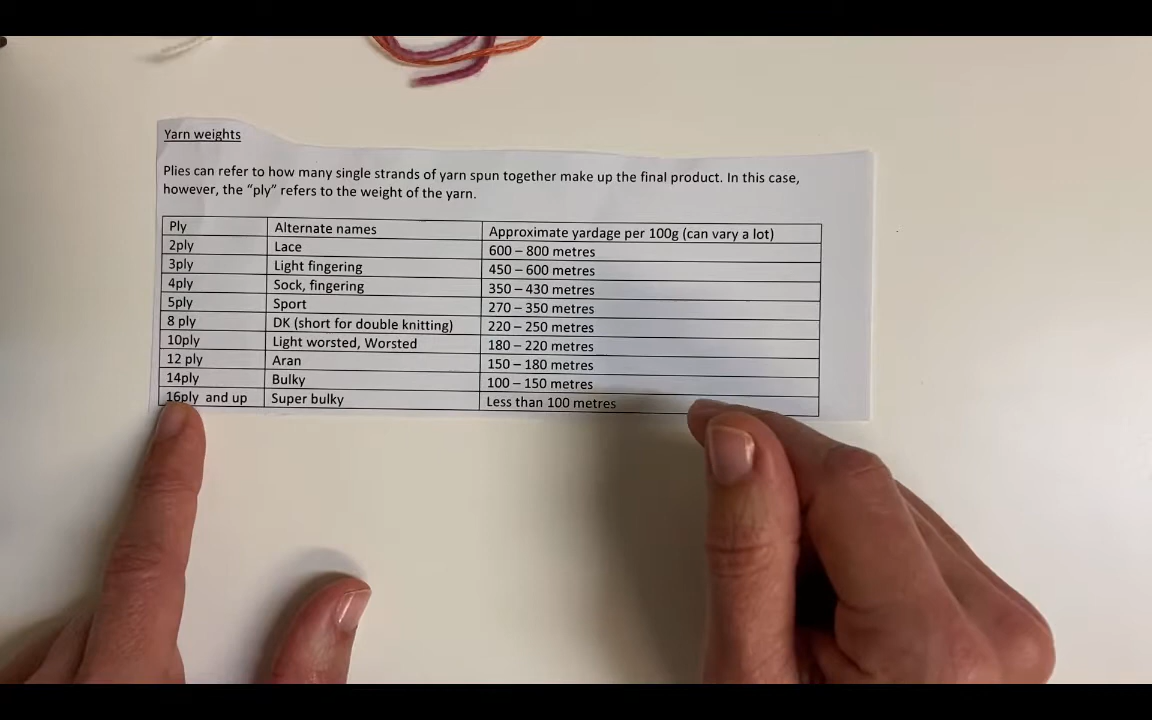 Yarn weights
Plies can refer to how many single strands of yarn spun together make up the final product. In this case,
however, the “ply” refers to the weight of the yarn.
Ply Alternate names Approximate yardage per 100g (can vary a lot)
2ply Lace 600 – 800 metres
3ply Light fingering 450 – 600 metres
4ply Sock, fingering 350 – 430 metres
5ply Sport 270 – 350 metres
8 ply DK (short for double knitting) 220 – 250 metres
10ply Light worsted, Worsted 180 – 220 metres
12 ply Aran 150 – 180 metres
14ply Bulky 100 – 150 metres
16ply and up Super bulky Less than 100 metres